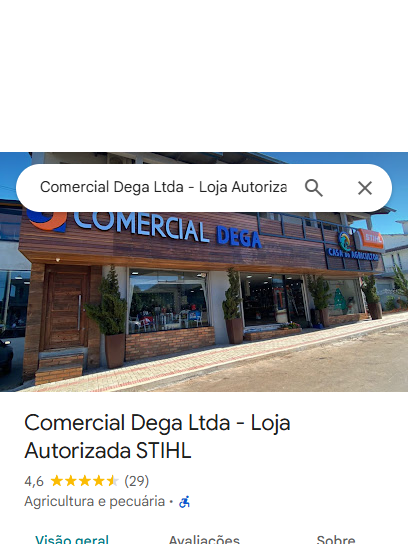 Comercial Dega Ltda - Loja Autoriza
COMERCIAL DEGA
STIHL
CASA DO AGRICULTOR
Comercial Dega Ltda - Loja
Autorizada STIHL
4,6 (29)
Agricultura e pecuária ·
Visão geral Avaliações Sobre